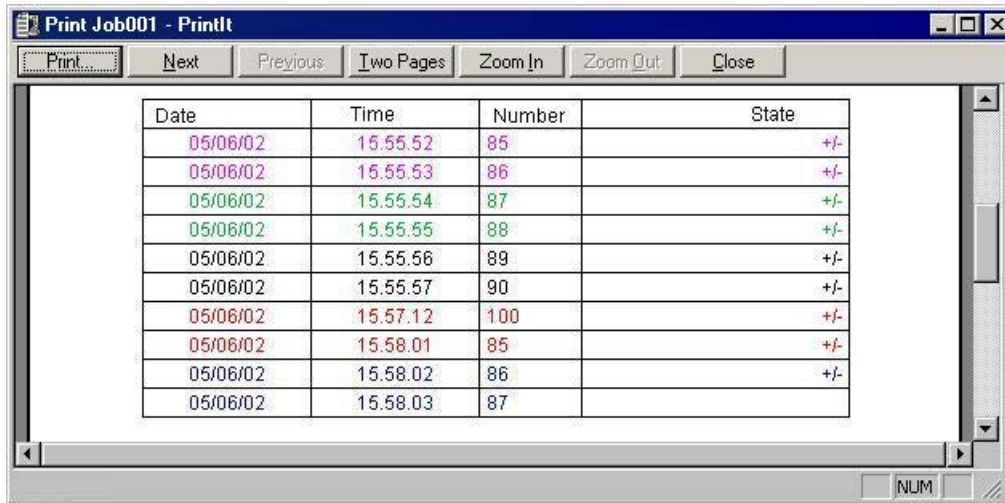 Print Job001 - PrintIt
Print... Next Previous Two Pages Zoom In Zoom Out Close
Date Time Number State
05/06/02 15.55.52 85 +/-
05/06/02 15.55.53 86 +/-
05/06/02 15.55.54 87 +/-
05/06/02 15.55.55 88 +/-
05/06/02 15.55.56 89 +/-
05/06/02 15.55.57 90 +/-
05/06/02 15.57.12 100 +/-
05/06/02 15.58.01 85 +/-
05/06/02 15.58.02 86 +/-
05/06/02 15.58.03 87
NUM